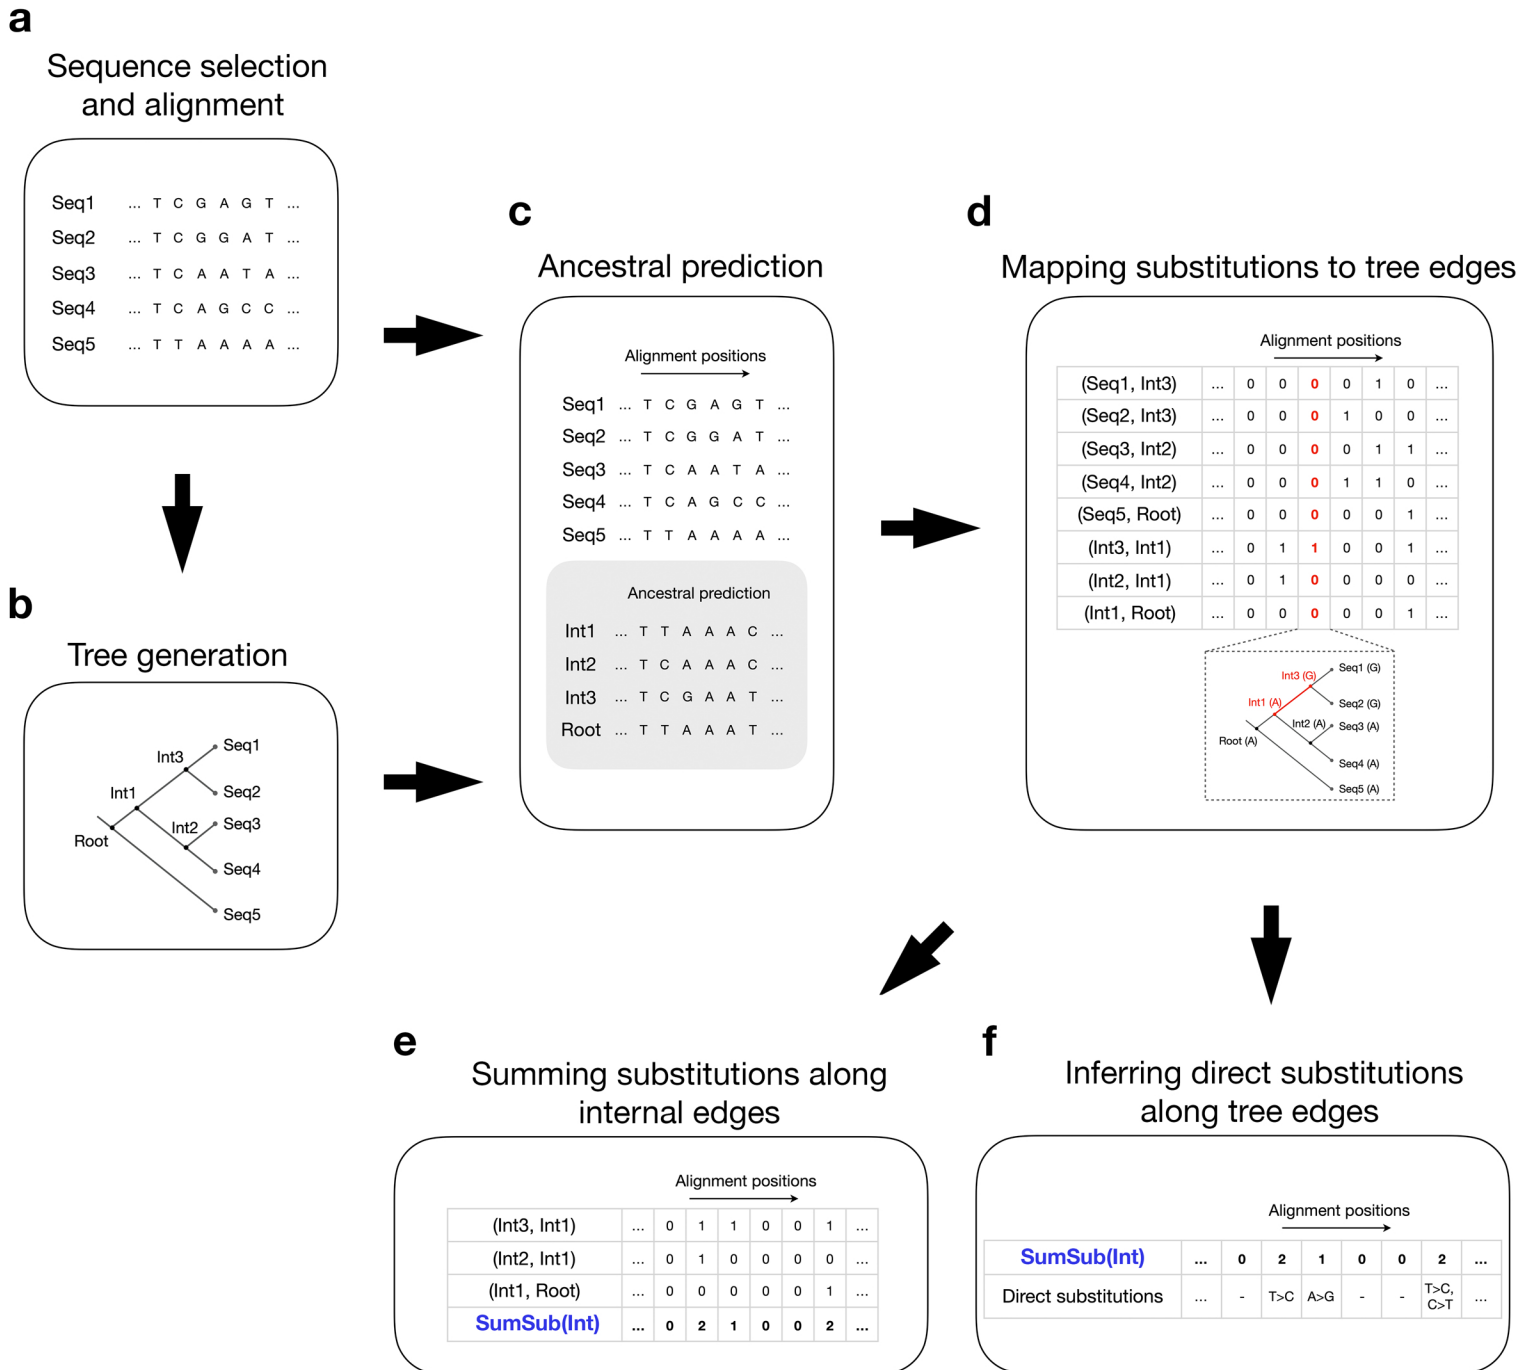 a
Sequence selection
and alignment
Seq1 ... T C G A G T ...
Seq2 ... T C G G A T ...
Seq3 ... T C A A T A ...
Seq4 ... T C A G C C ...
Seq5 ... T T A A A A ...
b
Tree generation
Seq1
Int3
Seq2
Int1
Seq3
Int2
Root
Seq4
Seq5
c
Ancestral prediction
Alignment positions
Seq1 ... T C G A G T ...
Seq2 ... T C G G A T ...
Seq3 ... T C A A T A ...
Seq4 ... T C A G C C ...
Seq5 ... T T A A A A ...
Ancestral prediction
Int1 ... T T A A A C ...
Int2 ... T C A A A C ...
Int3 ... T C G A A T ...
Root ... T T A A A T ...
d
Mapping substitutions to tree edges
Alignment positions
(Seq1, Int3) ... 0 0 0 0 1 0 ...
(Seq2, Int3) ... 0 0 0 1 0 0 ...
(Seq3, Int2) ... 0 0 0 0 1 1 ...
(Seq4, Int2) ... 0 0 0 1 1 0 ...
(Seq5, Root) ... 0 0 0 0 0 1 ...
(Int3, Int1) ... 0 1 1 0 0 1 ...
(Int2, Int1) ... 0 1 0 0 0 0 ...
(Int1, Root) ... 0 0 0 0 0 1 ...
Seq1 (G)
Int3 (G)
Int1 (A)
Seq2 (G)
Int2 (A)
Seq3 (A)
Root (A)
Seq4 (A)
Seq5 (A)
e
Summing substitutions along
internal edges
Alignment positions
(Int3, Int1) ... 0 1 1 0 0 1 ...
(Int2, Int1) ... 0 1 0 0 0 0 ...
(Int1, Root) ... 0 0 0 0 0 1 ...
SumSub(Int) ... 0 2 1 0 0 2 ...
f
Inferring direct substitutions
along tree edges
Alignment positions
SumSub(Int) ... 0 2 1 0 0 2 ...
Direct substitutions ... - T>C A>G - - T>C, C>T ...